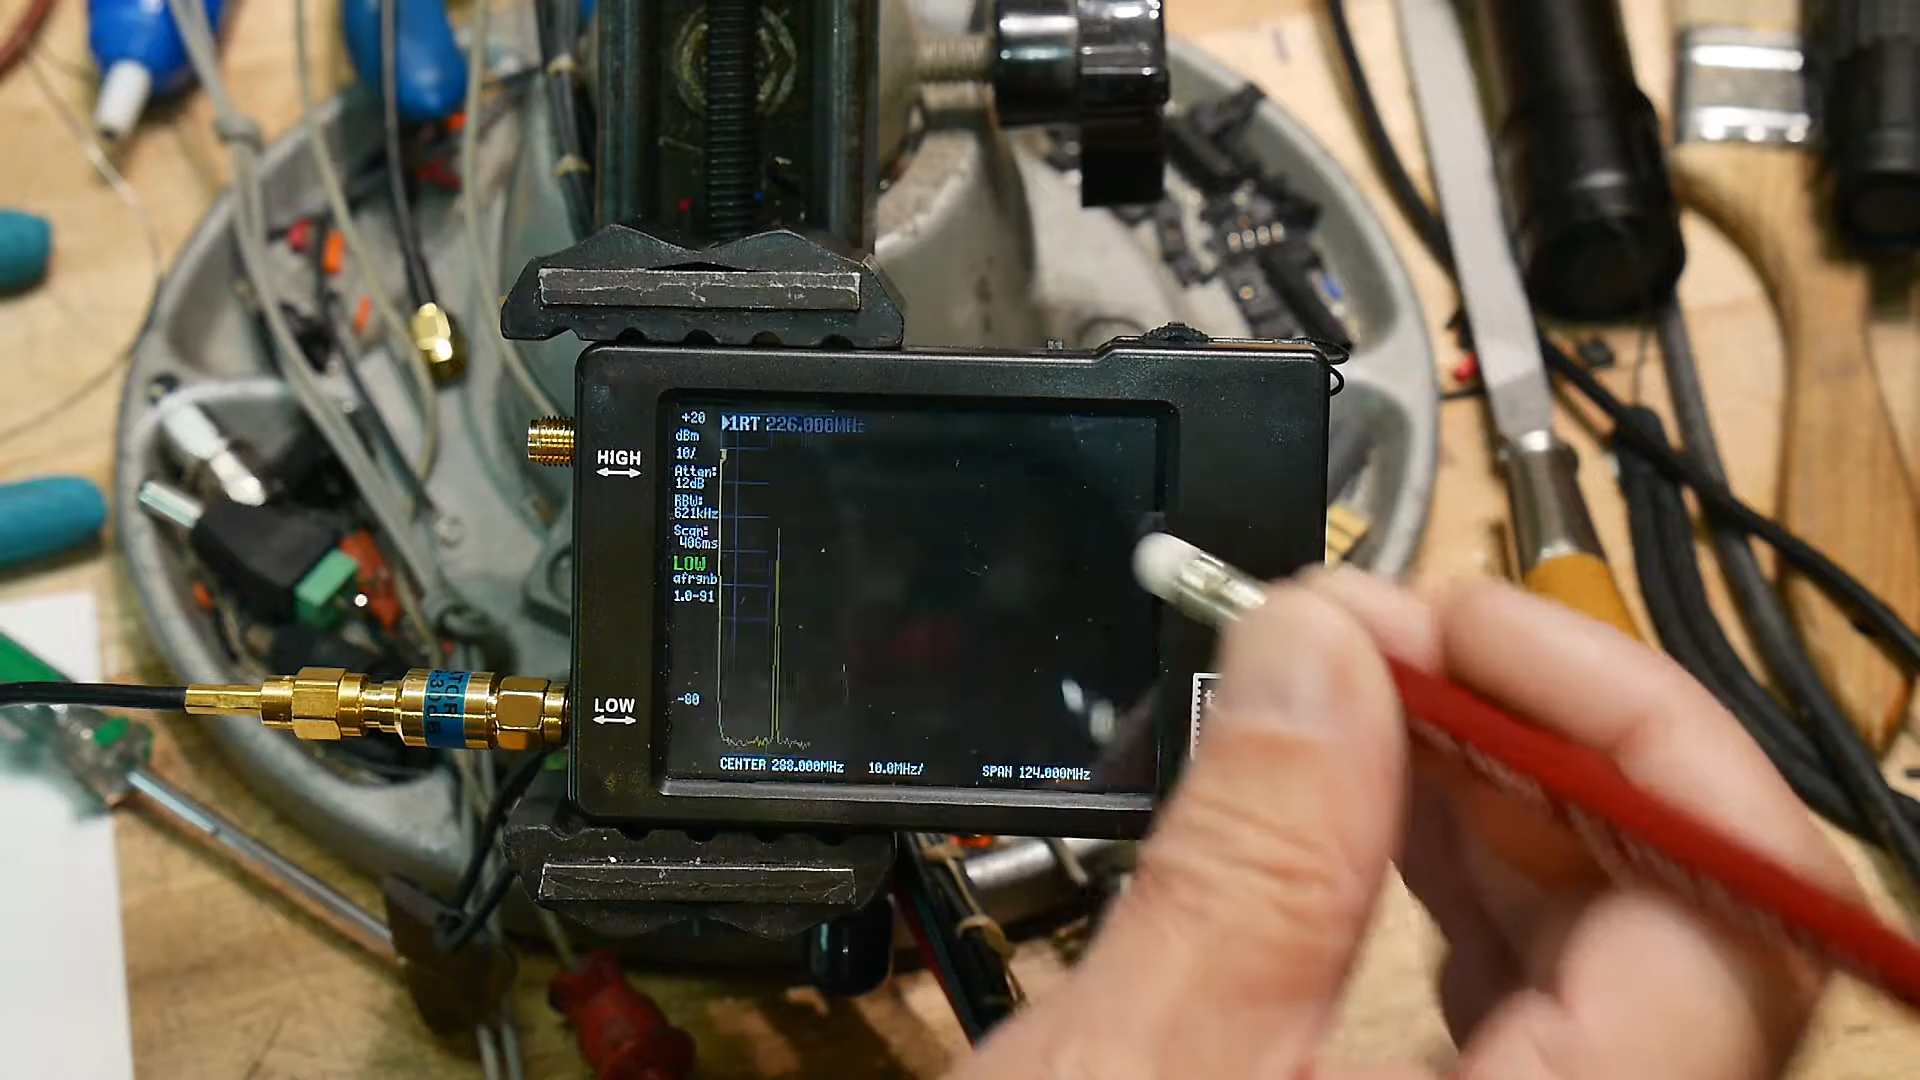 +20
dBm
10/
Atten:
12dB
RBW:
621kHz
Scan:
406ms
LOW
afrgnb
1.0-91
-80
▶1RT 226.000MHz
CENTER 288.000MHz 10.0MHz/ SPAN 124.000MHz
HIGH
LOW